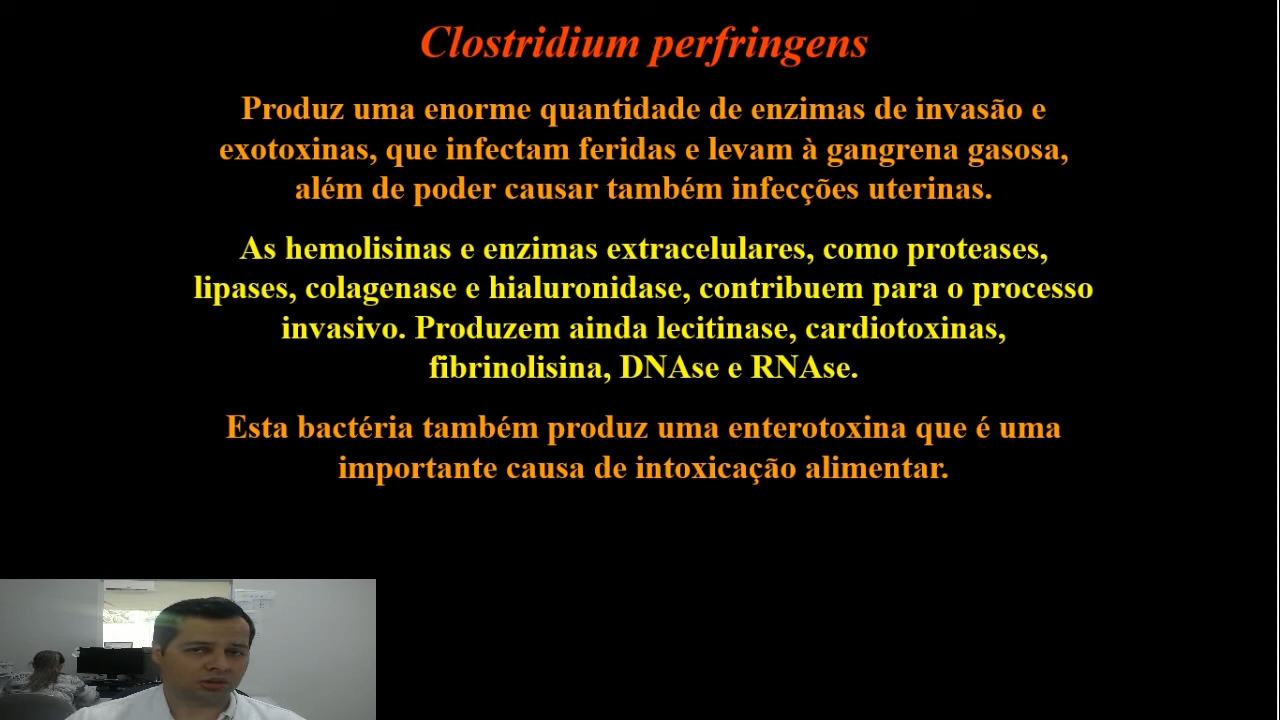 Clostridium perfringens
Produz uma enorme quantidade de enzimas de invasão e
exotoxinas, que infectam feridas e levam à gangrena gasosa,
além de poder causar também infecções uterinas.
As hemolisinas e enzimas extracelulares, como proteases,
lipases, colagenase e hialuronidase, contribuem para o processo
invasivo. Produzem ainda lecitinase, cardiotoxinas,
fibrinolisina, DNAse e RNAse.
Esta bactéria também produz uma enterotoxina que é uma
importante causa de intoxicação alimentar.